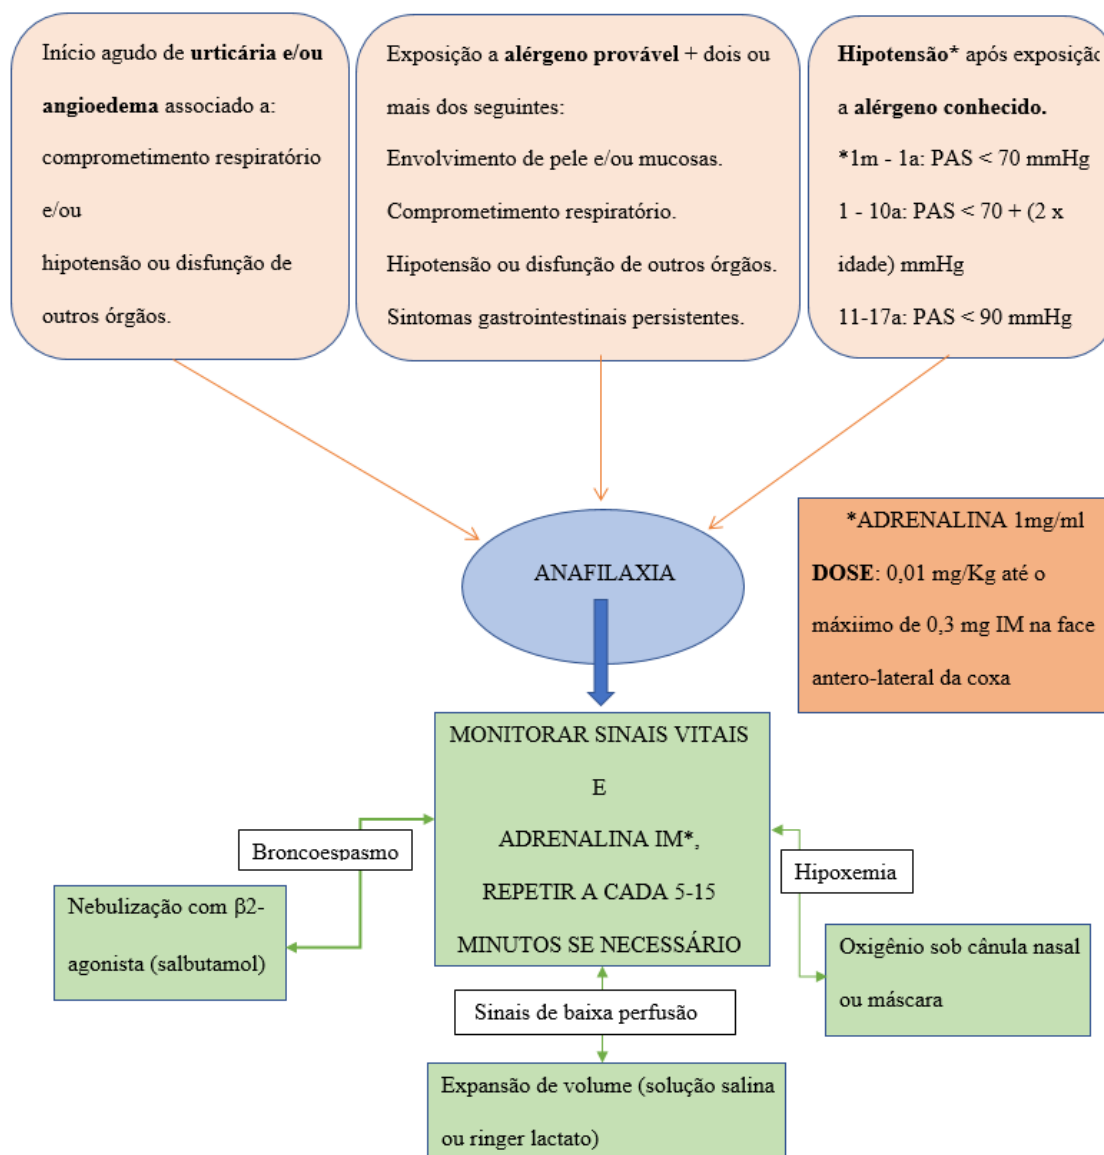 Início agudo de urticária e/ou
angioedema associado a:
comprometimento respiratório
e/ou
hipotensão ou disfunção de
outros órgãos.
Exposição a alérgeno provável + dois ou
mais dos seguintes:
Envolvimento de pele e/ou mucosas.
Comprometimento respiratório.
Hipotensão ou disfunção de outros órgãos.
Sintomas gastrointestinais persistentes.
Hipotensão* após exposição
a alérgeno conhecido.
*1m - 1a: PAS < 70 mmHg
1 - 10a: PAS < 70 + (2 x
idade) mmHg
11-17a: PAS < 90 mmHg
ANAFILAXIA
*ADRENALINA 1mg/ml
DOSE: 0,01 mg/Kg até o
máxiimo de 0,3 mg IM na face
antero-lateral da coxa
MONITORAR SINAIS VITAIS
E
ADRENALINA IM*,
REPETIR A CADA 5-15
MINUTOS SE NECESSÁRIO
Broncoespasmo
Nebulização com β2-
agonista (salbutamol)
Hipoxemia
Oxigênio sob cânula nasal
ou máscara
Sinais de baixa perfusão
Expansão de volume (solução salina
ou ringer lactato)